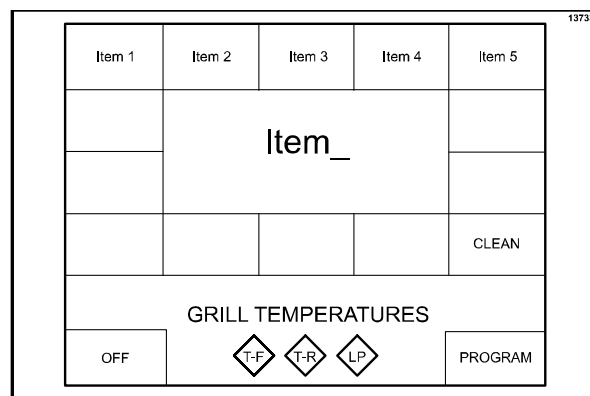 1373
Item 1 Item 2 Item 3 Item 4 Item 5
Item_
CLEAN
GRILL TEMPERATURES
OFF T-F T-R LP PROGRAM